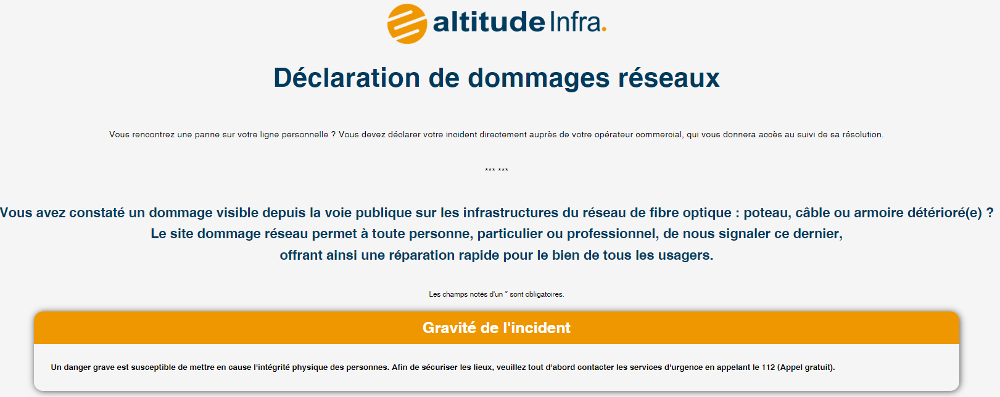 altitude Infra.
Déclaration de dommages réseaux
Vous rencontrez une panne sur votre ligne personnelle ? Vous devez déclarer votre incident directement auprès de votre opérateur commercial, qui vous donnera accès au suivi de sa résolution.
*** ***
Vous avez constaté un dommage visible depuis la voie publique sur les infrastructures du réseau de fibre optique : poteau, câble ou armoire détérioré(e) ?
Le site dommage réseau permet à toute personne, particulier ou professionnel, de nous signaler ce dernier,
offrant ainsi une réparation rapide pour le bien de tous les usagers.
Les champs notés d'un * sont obligatoires.
Gravité de l'incident
Un danger grave est susceptible de mettre en cause l'intégrité physique des personnes. Afin de sécuriser les lieux, veuillez tout d'abord contacter les services d'urgence en appelant le 112 (Appel gratuit).